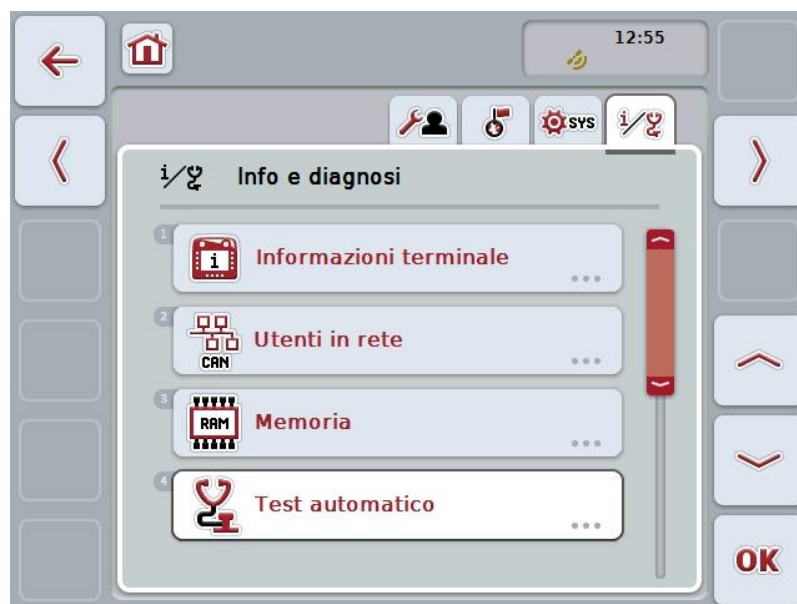 12:55
SYS
i
i
Info e diagnosi
1
i
Informazioni terminale
2
CAN
Utenti in rete
3
RAM
Memoria
4
Test automatico
OK